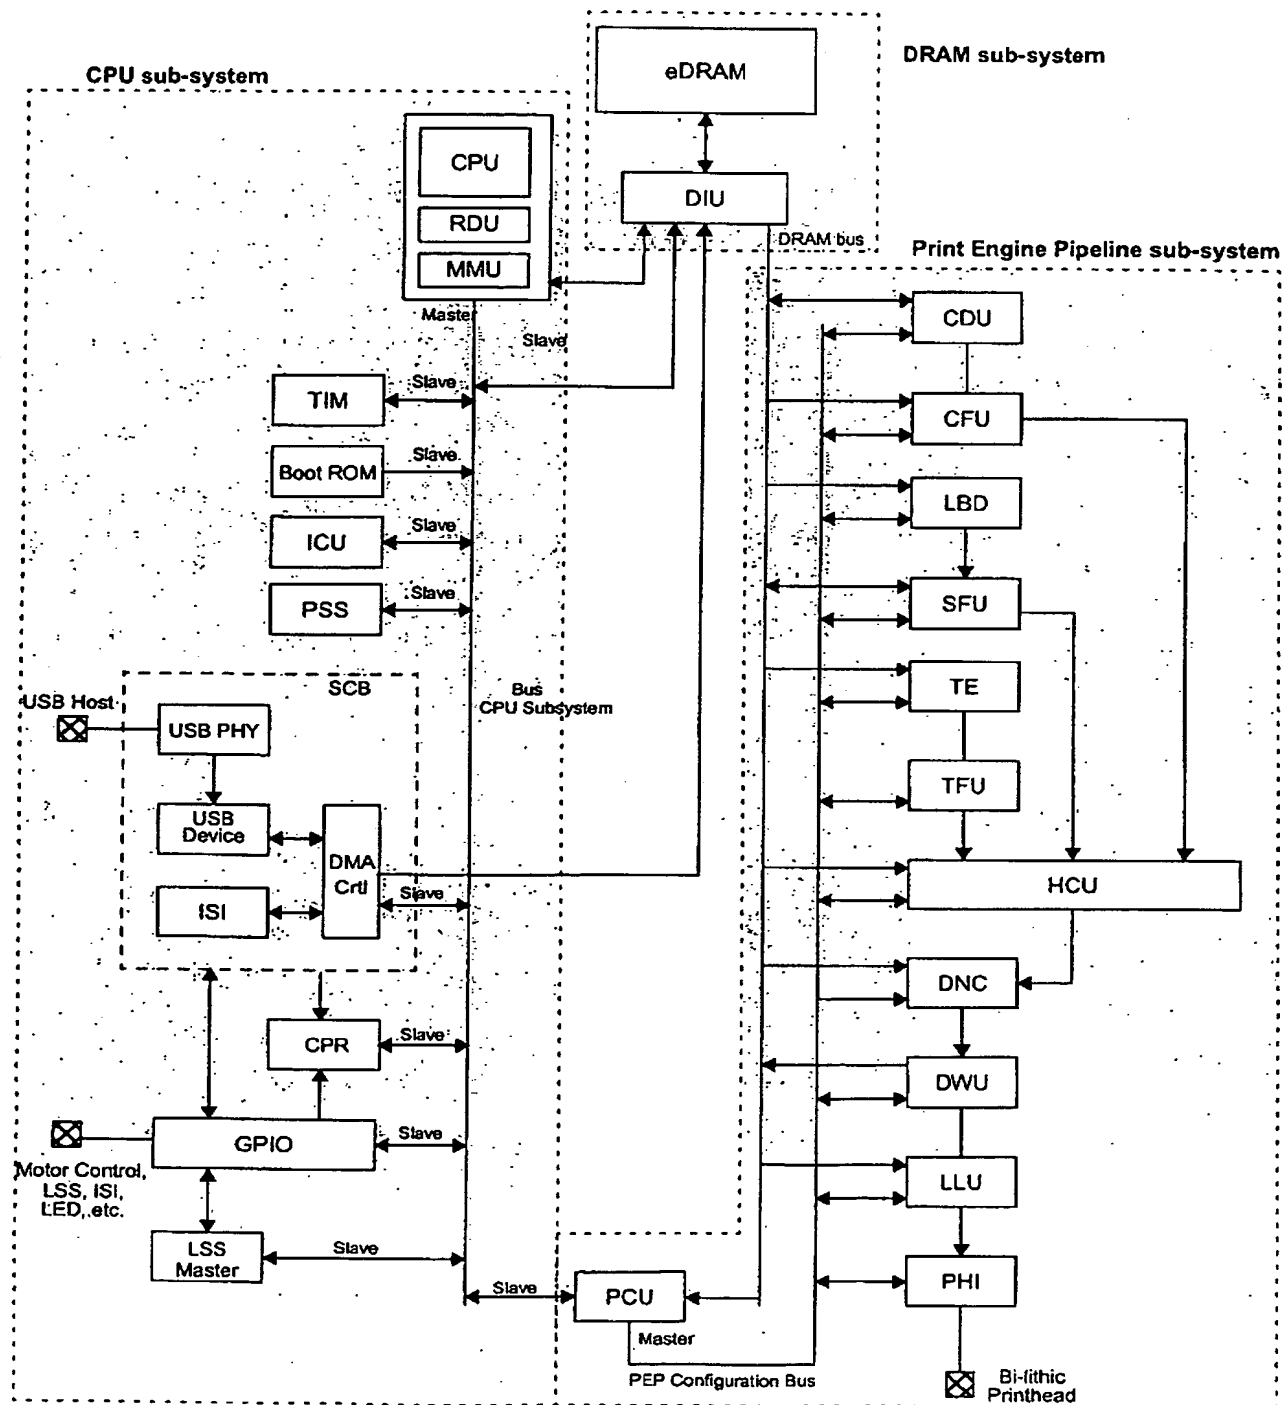 DRAM sub-system
CPU sub-system
eDRAM
CPU
RDU
MMU
DIU
DRAM bus
Print Engine Pipeline sub-system
Master
Slave
CDU
TIM
Slave
CFU
Boot ROM
Slave
LBD
ICU
Slave
PSS
Slave
SFU
SCB
Bus
CPU Subsystem
TE
USB Host
USB PHY
TFU
USB
Device
DMA
Crtl
Slave
ISI
HCU
DNC
CPR
Slave
DWU
GPIO
Slave
Motor Control,
LSS, ISI,
LED, etc.
LLU
LSS
Master
Slave
PHI
Slave
PCU
Master
PEP Configuration Bus
Bi-lithic
Printhead